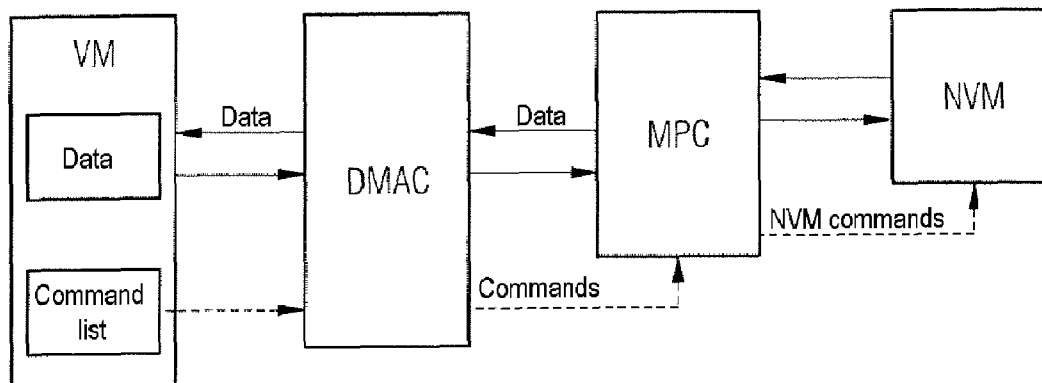 VM
Data
Command
list
Data
DMAC
Data
Commands
MPC
NVM commands
NVM